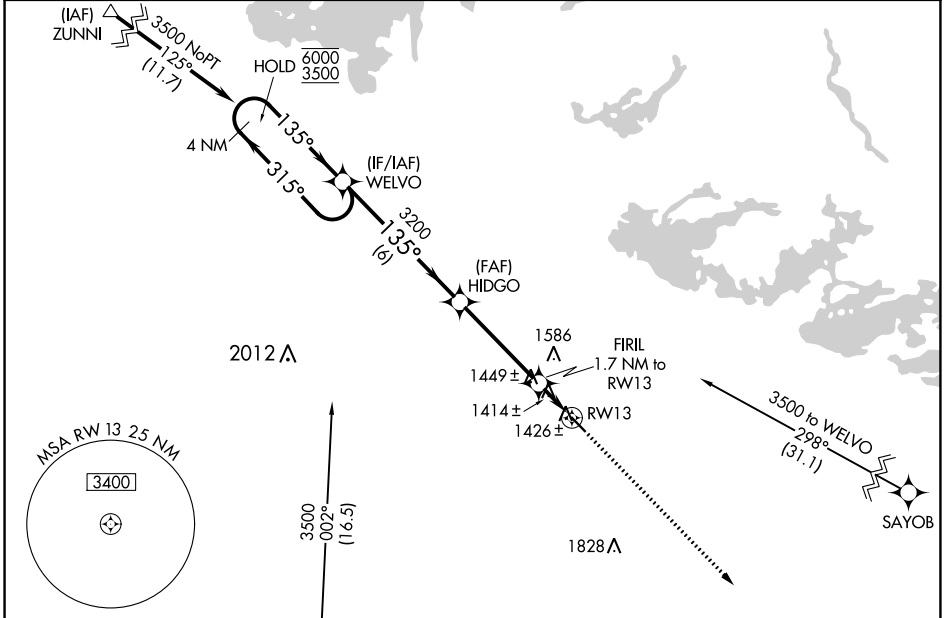 (IAF)
ZUNNI
3500 NoPT
125°
(11.7)
HOLD
6000
3500
4 NM
135°
315°
(IF/IAF)
WELVO
3200
135°
(6)
(FAF)
HIDGO
2012
1586
FIRIL
1.7 NM to
RW13
1449 ±
1414 ±
1426 ±
RW13
3500 to WELVO
298°
(31.1)
SAYOB
MSA RW 13 25 NM
3400
3500
002°
(16.5)
1828